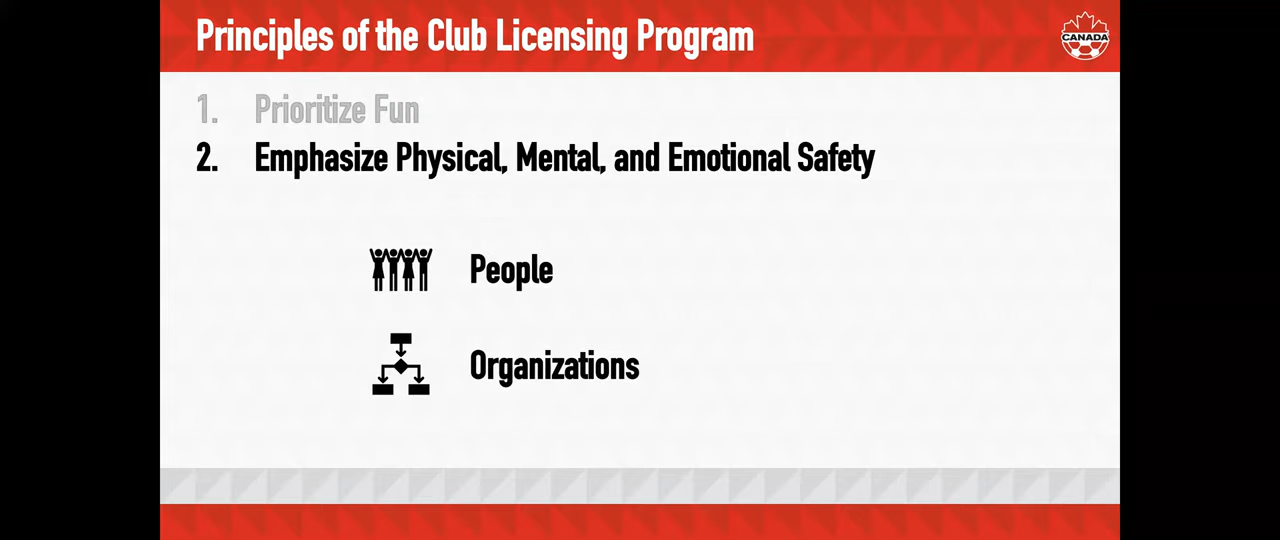 Principles of the Club Licensing Program
CANADA
1. Prioritize Fun
2. Emphasize Physical, Mental, and Emotional Safety
People
Organizations